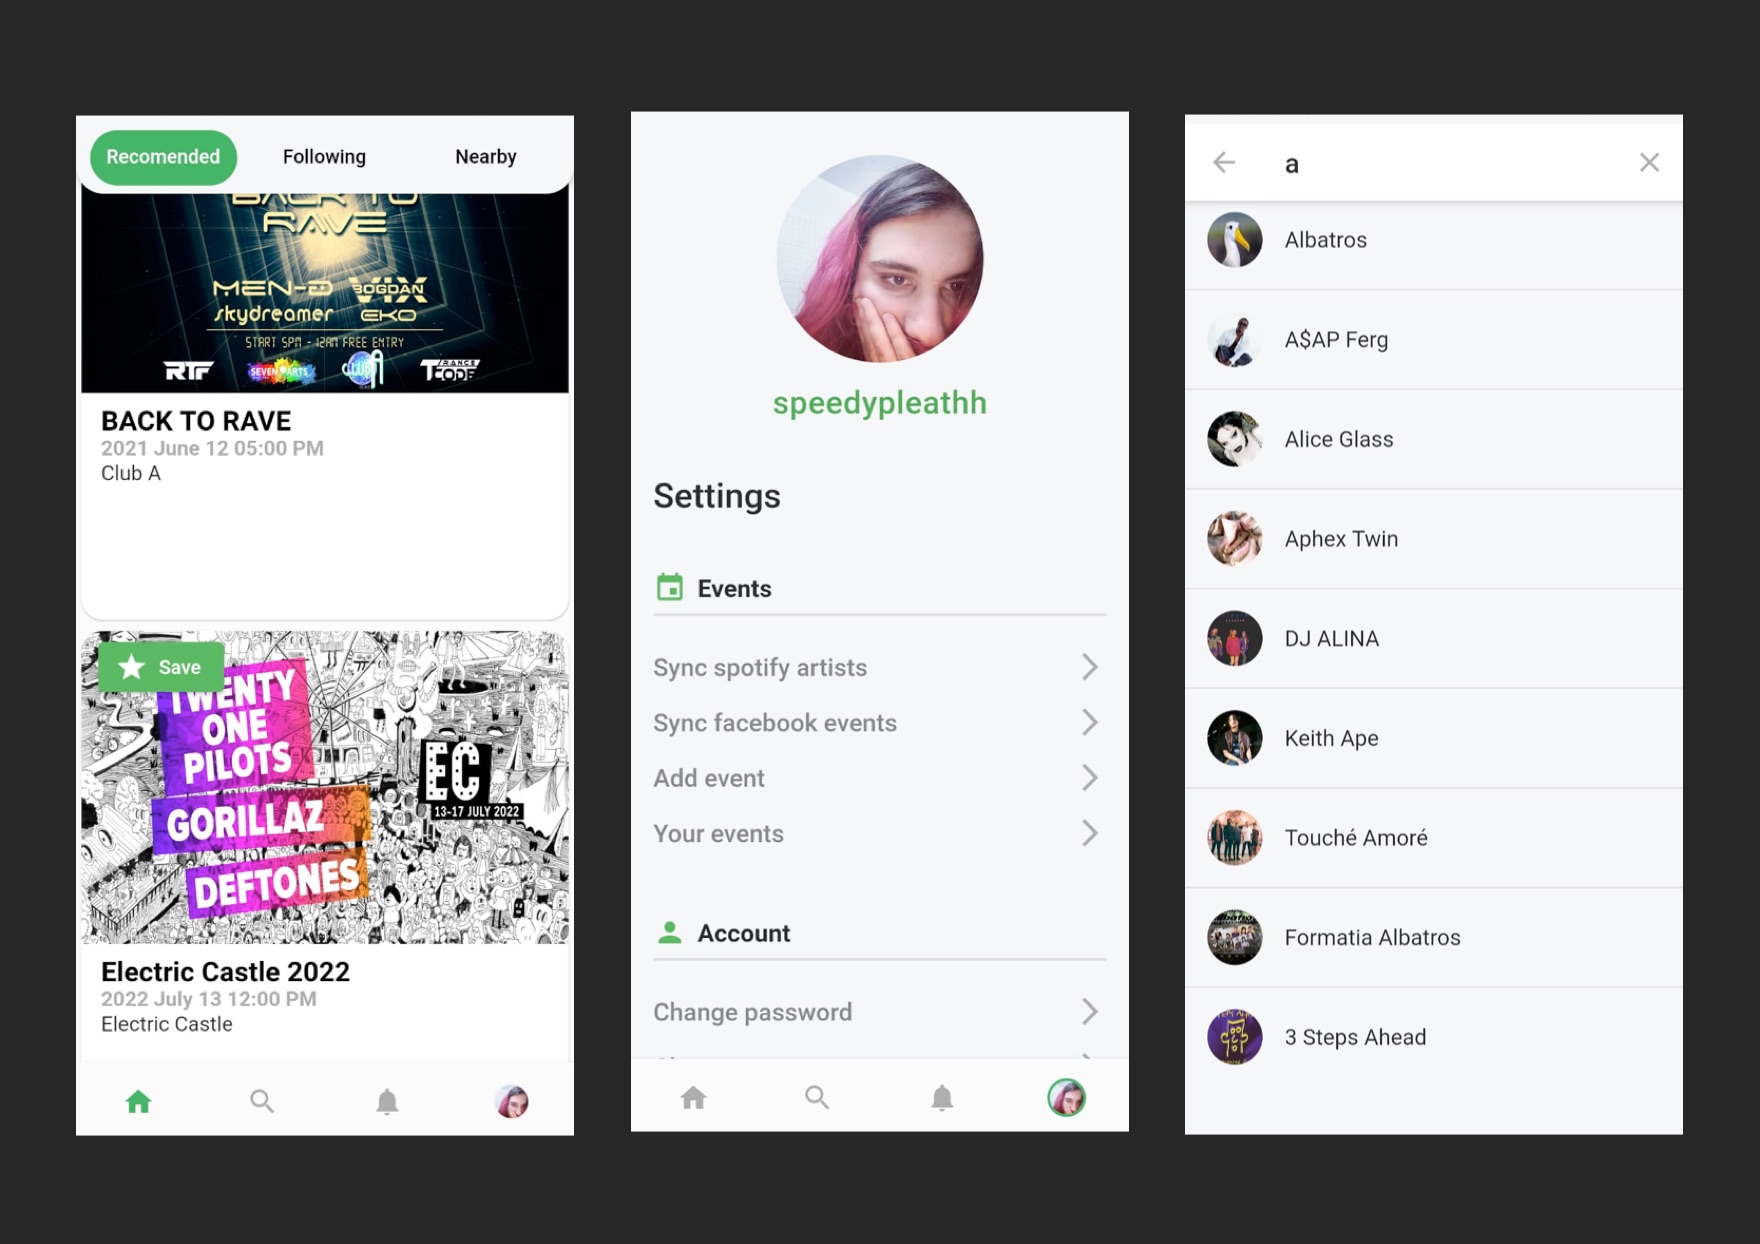 Recomended
Following
Nearby
BACK TO
RAVE
MEN-D
BOGDAN
VIX
skydreamer
EKO
START 5PM - 12AM FREE ENTRY
RTF
SEVEN ARTS
CLUB A
TRANCE
CODE
BACK TO RAVE
2021 June 12 05:00 PM
Club A
Save
TWENTY
ONE
PILOTS
GORILLAZ
DEFTONES
EC
13-17 JULY 2022
Electric Castle 2022
2022 July 13 12:00 PM
Electric Castle
speedypleathh
Settings
Events
Sync spotify artists
Sync facebook events
Add event
Your events
Account
Change password
a
Albatros
A$AP Ferg
Alice Glass
Aphex Twin
DJ ALINA
Keith Ape
Touché Amoré
Formatia Albatros
3 Steps Ahead